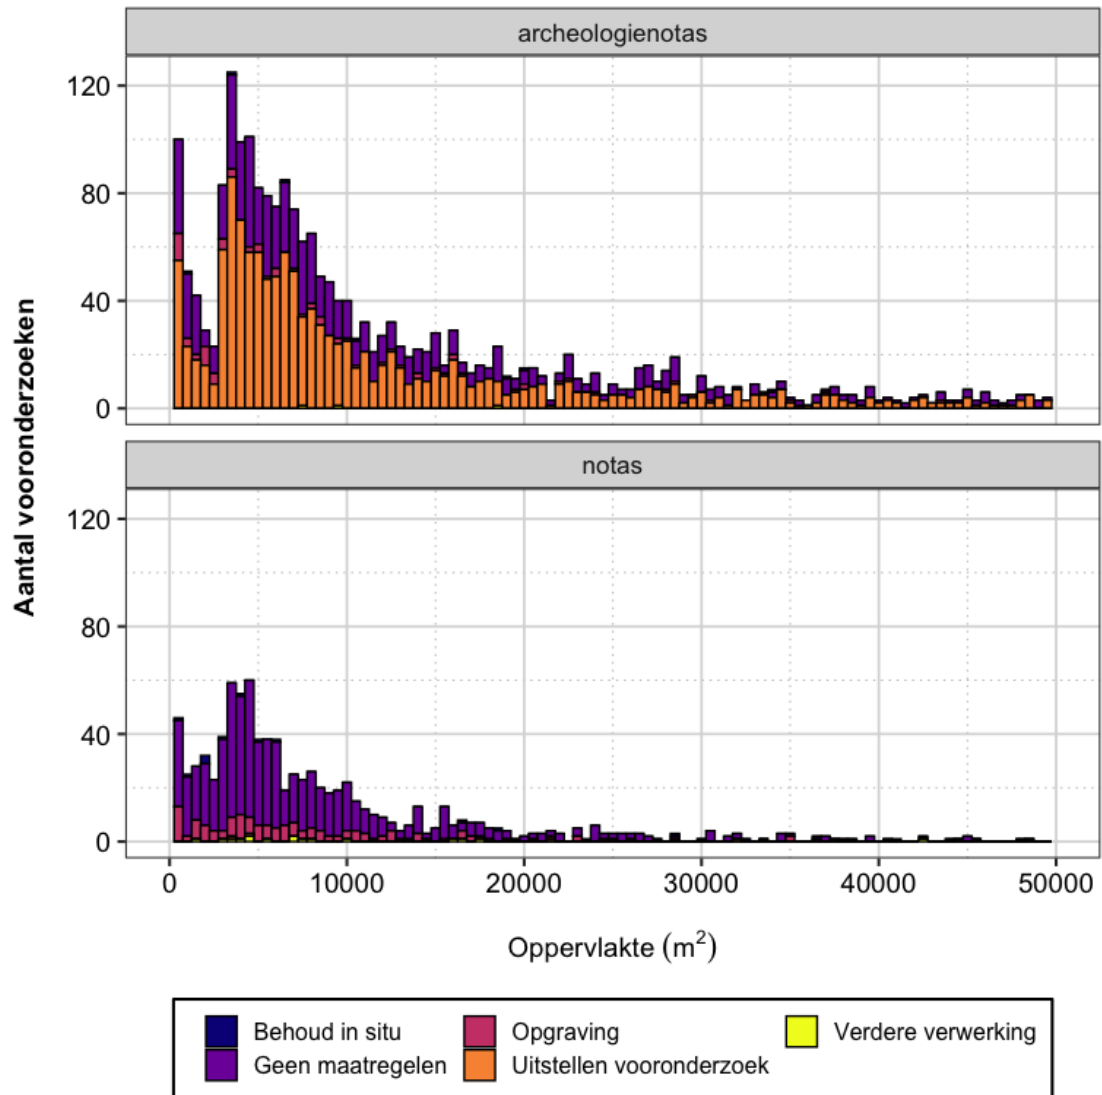 archeologienotas
120
80
40
0
notas
120
80
40
0
Aantal vooronderzoeken
0 10000 20000 30000 40000 50000
Oppervlakte (m²)
Behoud in situ Opgraving Verdere verwerking
Geen maatregelen Uitstellen vooronderzoek